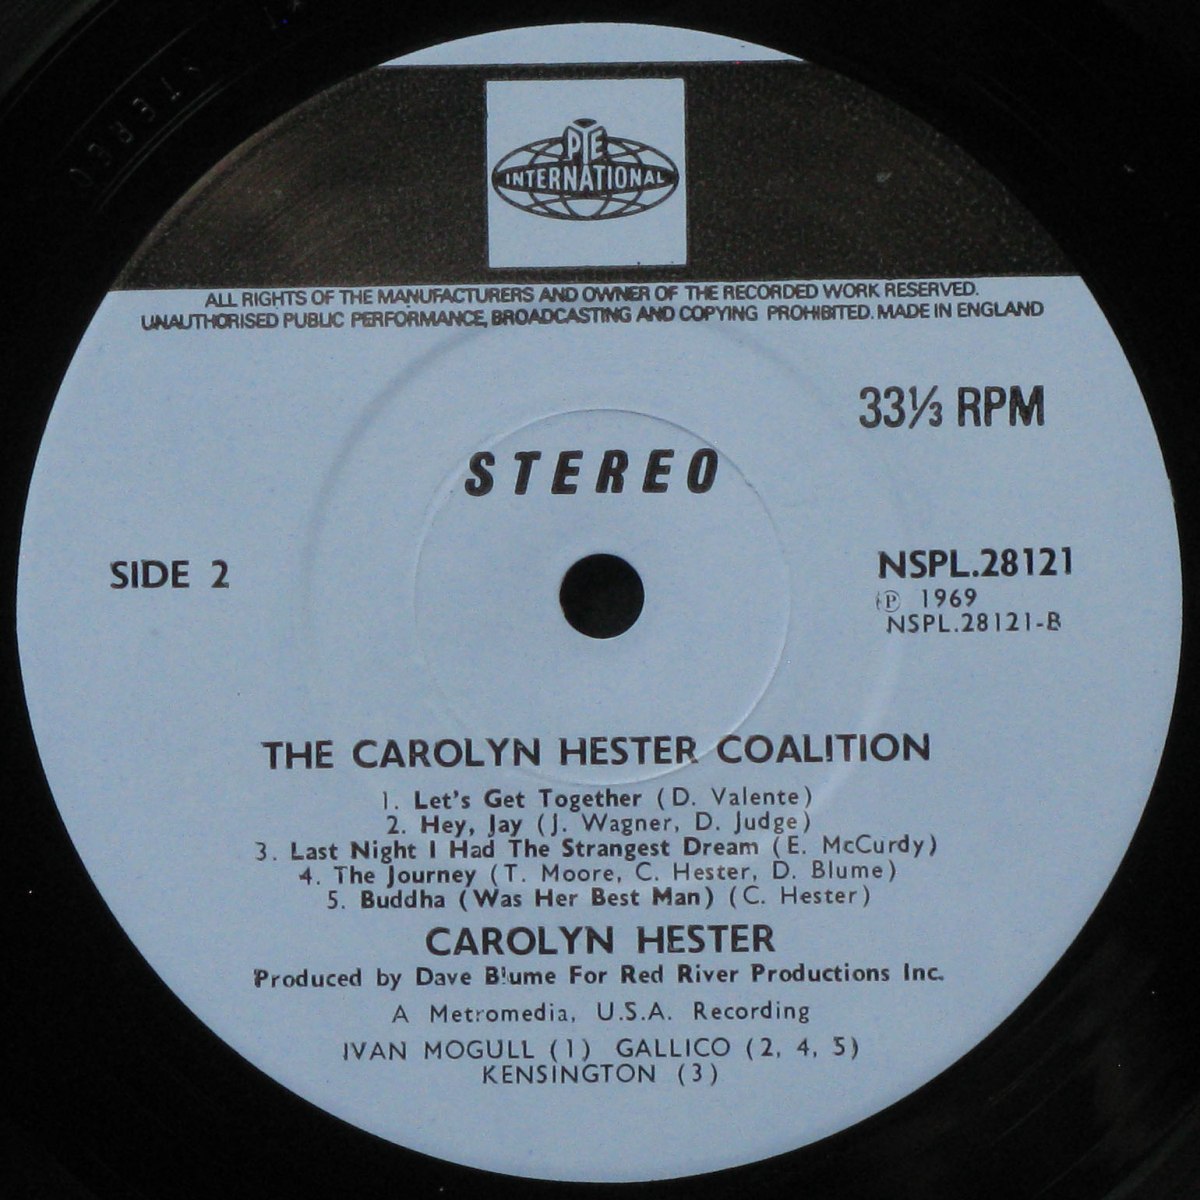 PYE
INTERNATIONAL
ALL RIGHTS OF THE MANUFACTURERS AND OWNER OF THE RECORDED WORK RESERVED.
UNAUTHORISED PUBLIC PERFORMANCE, BROADCASTING AND COPYING PROHIBITED. MADE IN ENGLAND
33⅓ RPM
STEREO
SIDE 2
NSPL.28121
℗ 1969
NSPL.28121-B
THE CAROLYN HESTER COALITION
1. Let's Get Together (D. Valente)
2. Hey, Jay (J. Wagner, D. Judge)
3. Last Night I Had The Strangest Dream (E. McCurdy)
4. The Journey (T. Moore, C. Hester, D. Blume)
5. Buddha (Was Her Best Man) (C. Hester)
CAROLYN HESTER
Produced by Dave Blume For Red River Productions Inc.
A Metromedia, U.S.A. Recording
IVAN MOGULL (1) GALLICO (2, 4, 5)
KENSINGTON (3)